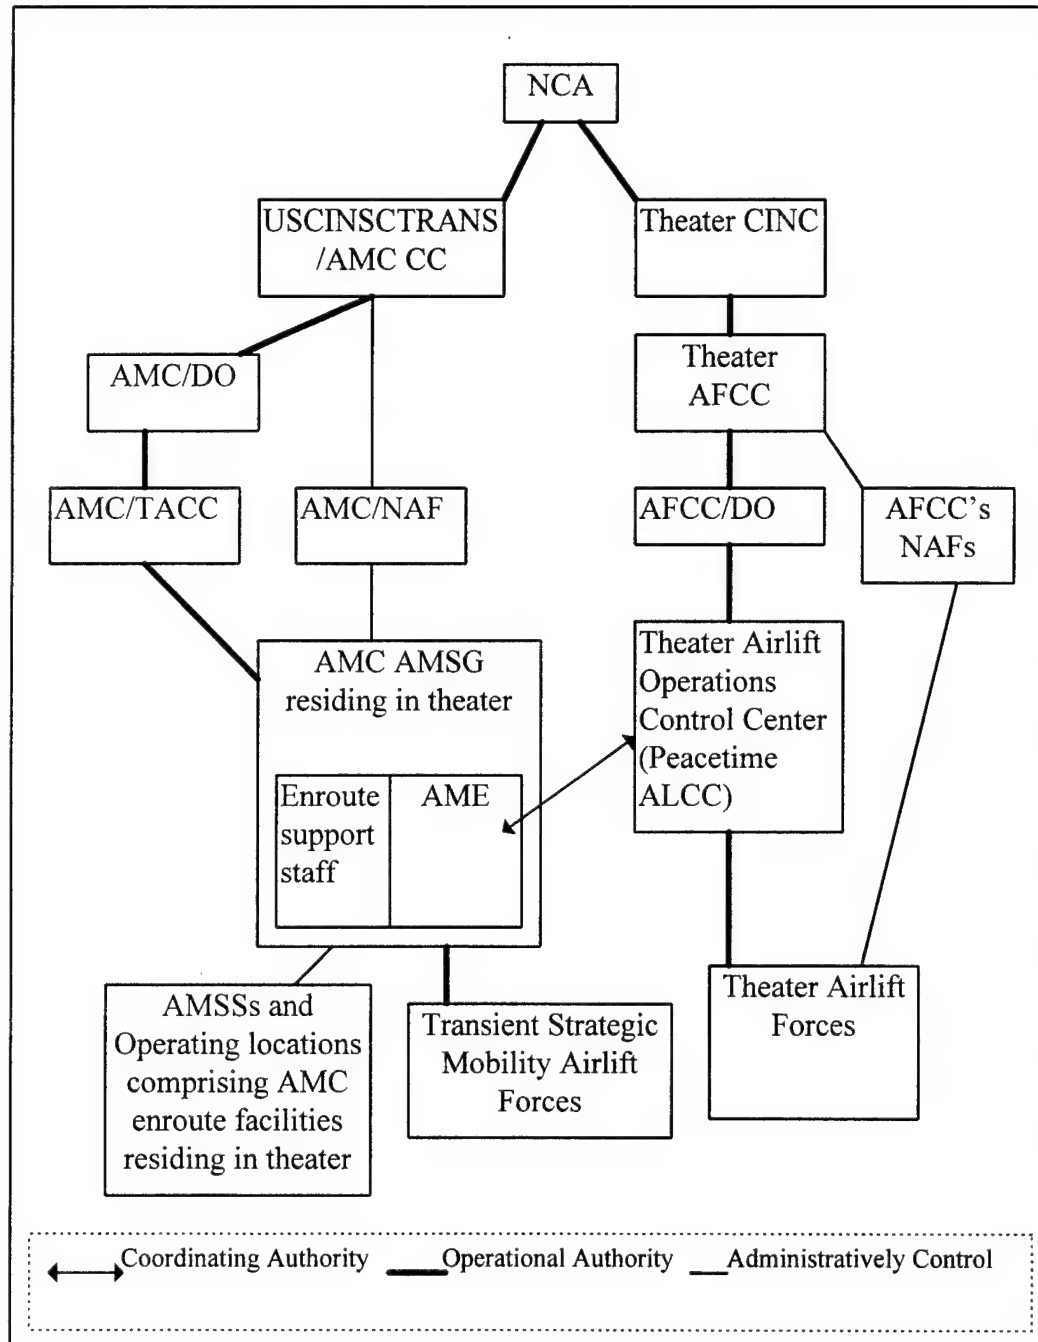 NCA
USCINSCTRANS
/AMC CC
Theater CINC
AMC/DO
Theater
AFCC
AMC/TACC
AMC/NAF
AFCC/DO
AFCC's
NAFs
AMC AMSG
residing in theater
Enroute
support
staff
AME
Theater Airlift
Operations
Control Center
(Peacetime
ALCC)
AMSSs and
Operating locations
comprising AMC
enroute facilities
residing in theater
Transient Strategic
Mobility Airlift
Forces
Theater Airlift
Forces
Coordinating Authority Operational Authority Administratively Control